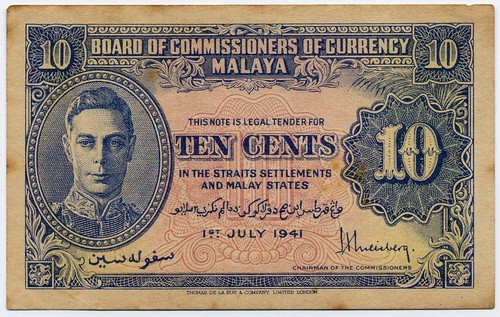 10 BOARD OF COMMISSIONERS OF CURRENCY 10
MALAYA
THIS NOTE IS LEGAL TENDER FOR
TEN CENTS
10
IN THE STRAITS SETTLEMENTS
AND MALAY STATES
1ST JULY 1941
سفوله سين
CHAIRMAN OF THE COMMISSIONERS
THOMAS DE LA RUE & COMPANY, LIMITED, LONDON